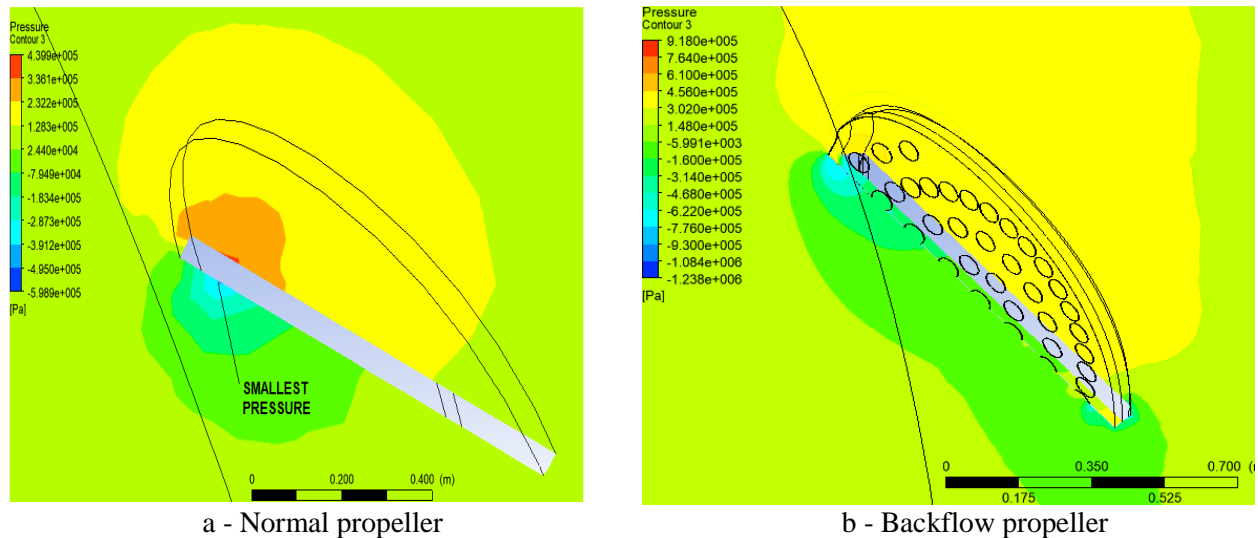 Pressure
Contour 3
4.399e+005
3.361e+005
2.322e+005
1.283e+005
2.440e+004
-7.949e+004
-1.834e+005
-2.873e+005
-3.912e+005
-4.950e+005
-5.989e+005
[Pa]
SMALLEST
PRESSURE
0 0.200 0.400 (m)
a - Normal propeller
Pressure
Contour 3
9.180e+005
7.640e+005
6.100e+005
4.560e+005
3.020e+005
1.480e+005
-5.991e+003
-1.600e+005
-3.140e+005
-4.680e+005
-6.220e+005
-7.760e+005
-9.300e+005
-1.084e+006
-1.238e+006
[Pa]
0 0.350 0.700 (m
0.175 0.525
b - Backflow propeller